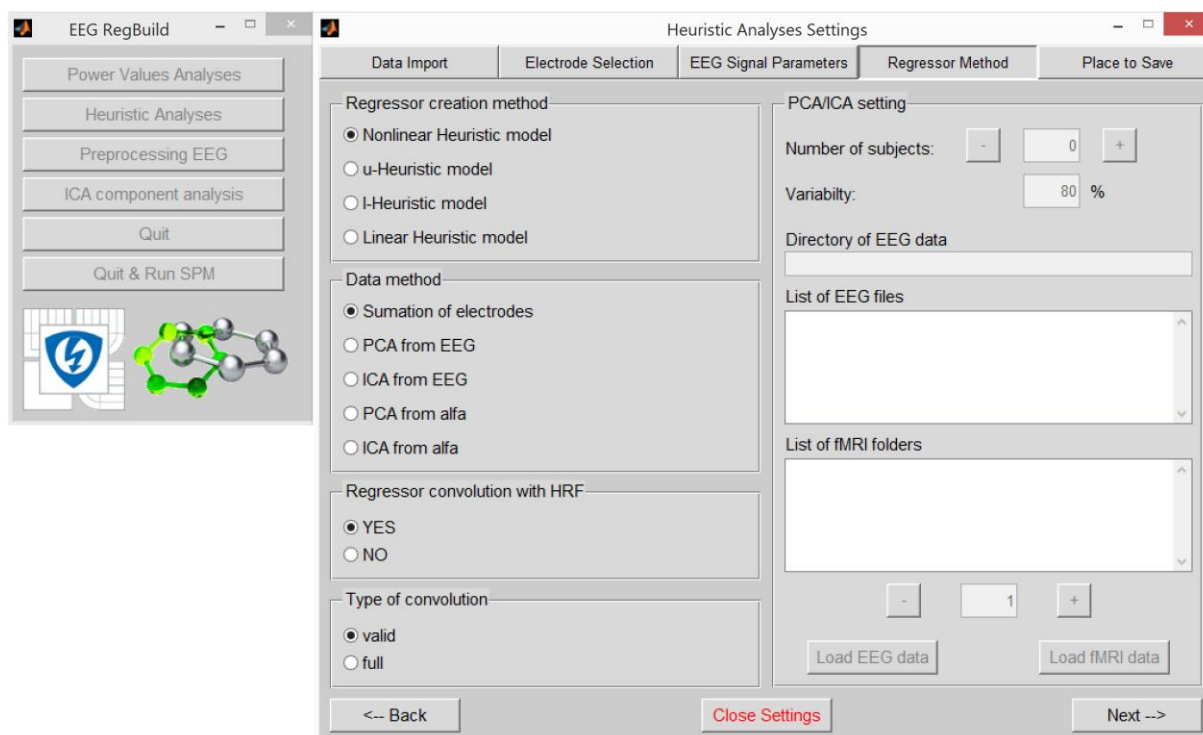 EEG RegBuild
Power Values Analyses
Heuristic Analyses
Preprocessing EEG
ICA component analysis
Quit
Quit & Run SPM
Heuristic Analyses Settings
Data Import
Electrode Selection
EEG Signal Parameters
Regressor Method
Place to Save
Regressor creation method
Nonlinear Heuristic model
u-Heuristic model
l-Heuristic model
Linear Heuristic model
Data method
Sumation of electrodes
PCA from EEG
ICA from EEG
PCA from alfa
ICA from alfa
Regressor convolution with HRF
YES
NO
Type of convolution
valid
full
PCA/ICA setting
Number of subjects: - 0 +
Variabilty: 80 %
Directory of EEG data
List of EEG files
List of fMRI folders
- 1 +
Load EEG data
Load fMRI data
<-- Back
Close Settings
Next -->